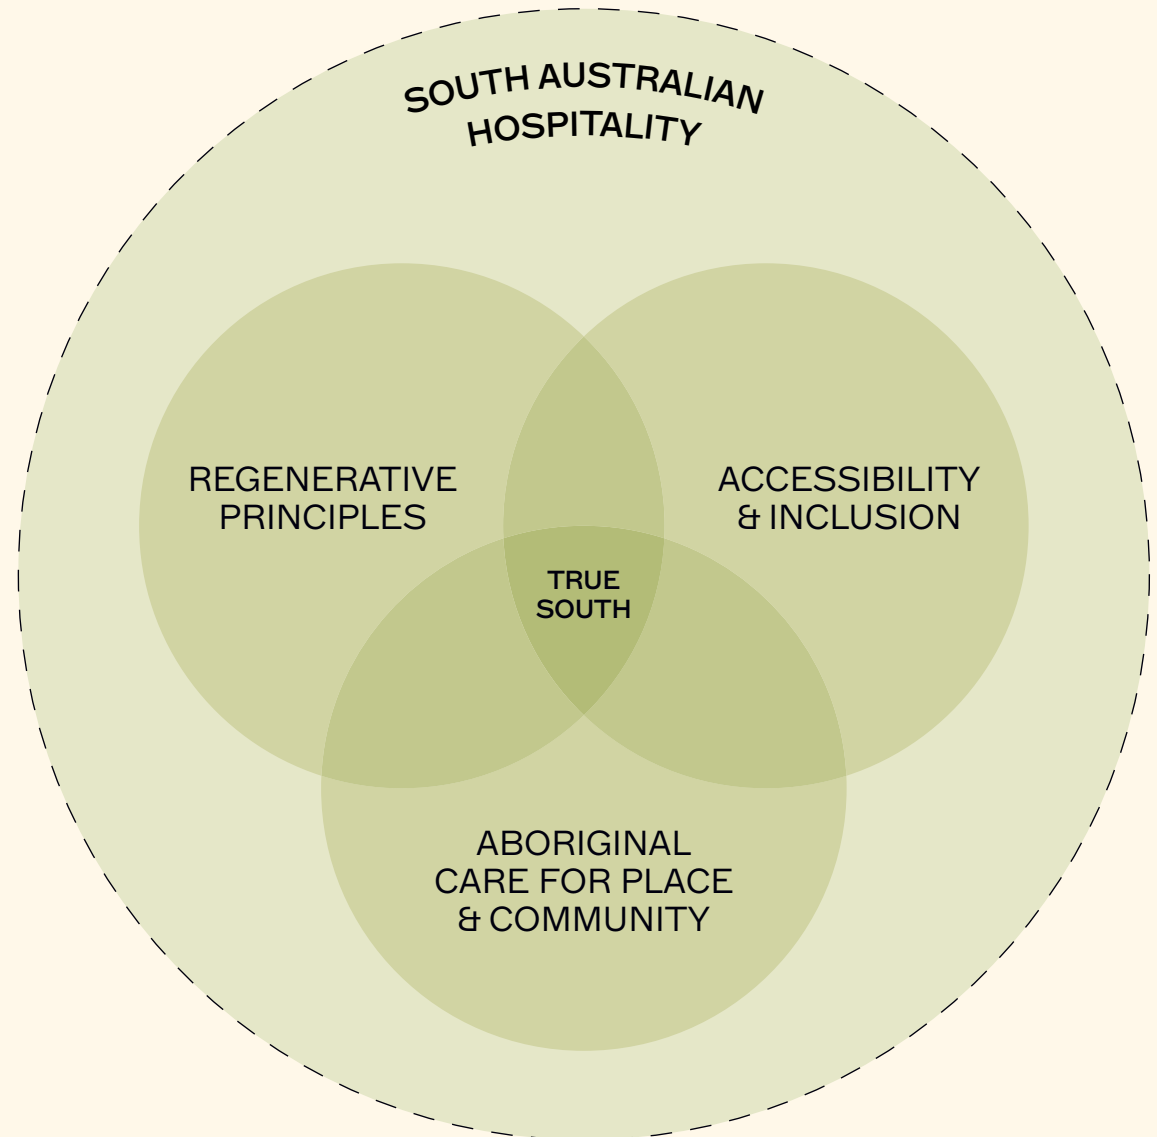 SOUTH AUSTRALIAN
HOSPITALITY
REGENERATIVE
PRINCIPLES
ACCESSIBILITY
& INCLUSION
TRUE
SOUTH
ABORIGINAL
CARE FOR PLACE
& COMMUNITY